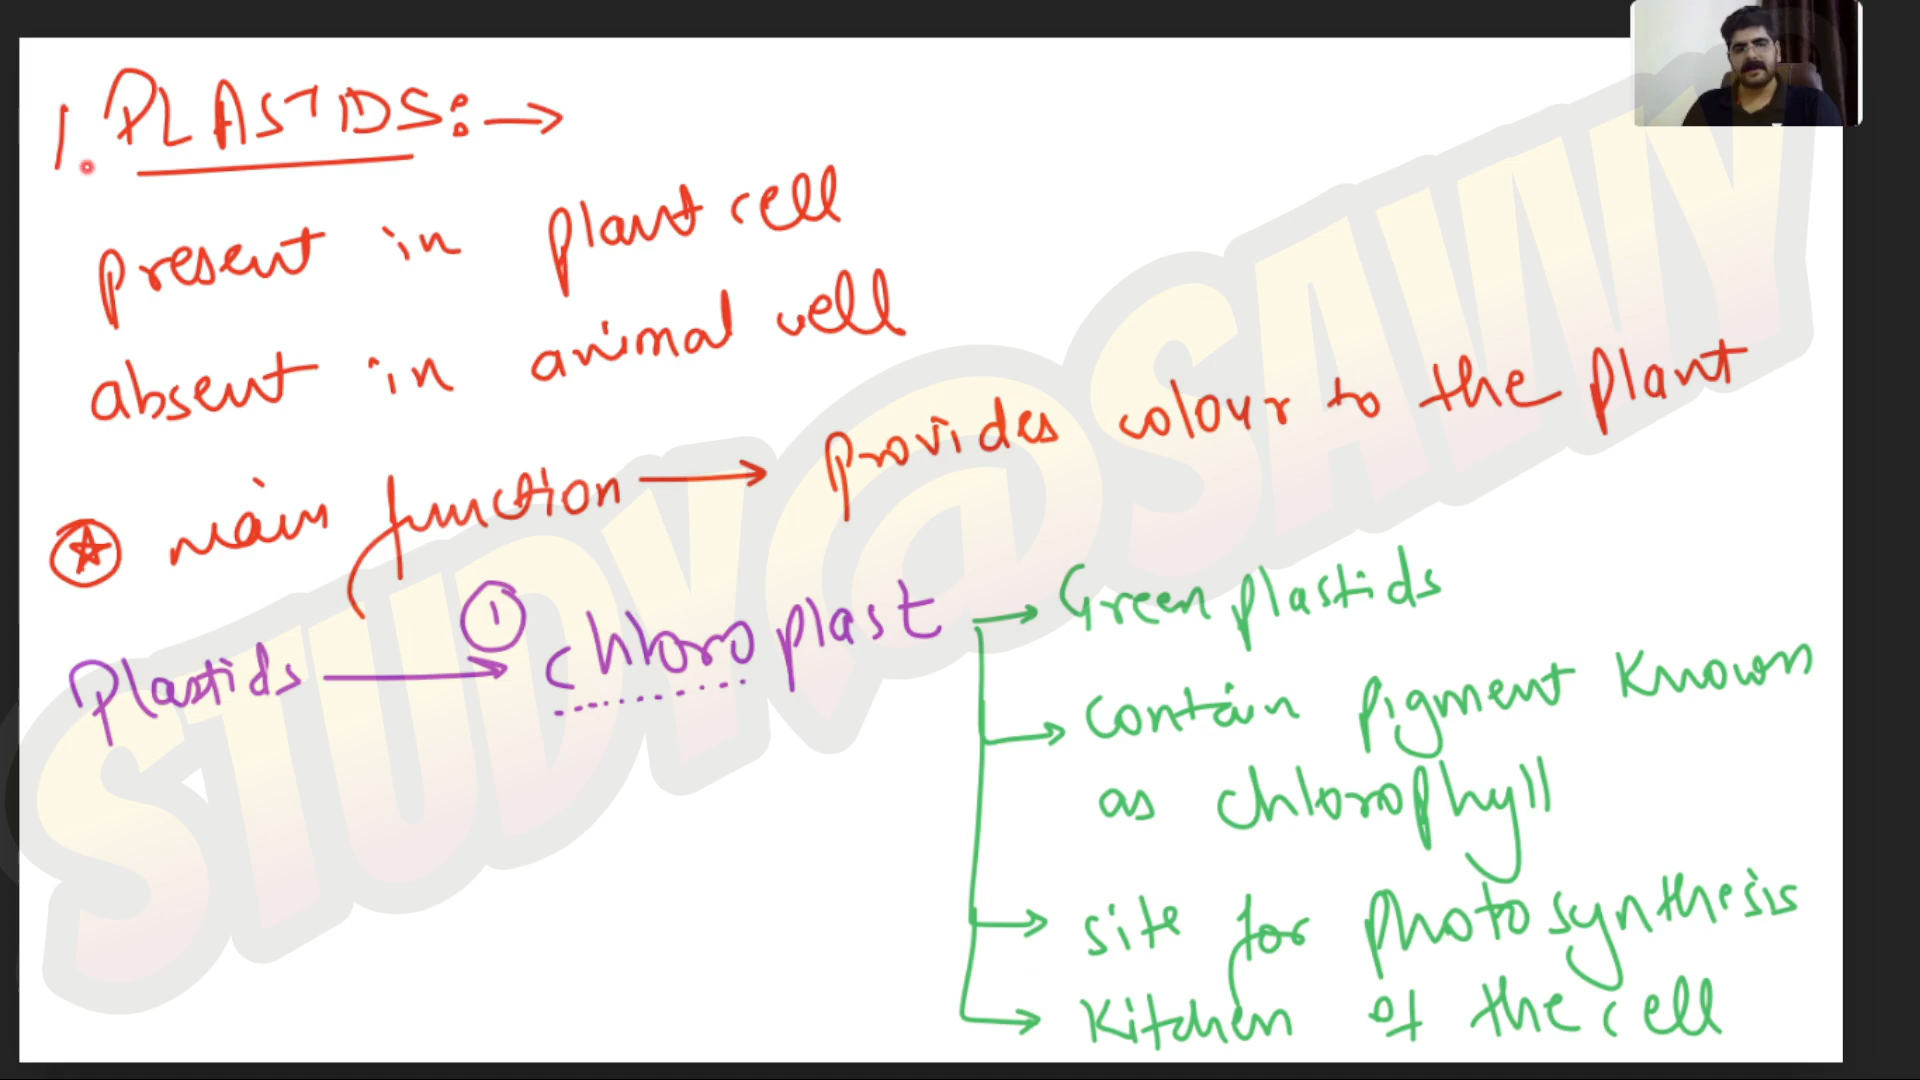 1. PLASTIDS: →
present in plant cell
absent in animal cell
main function → provides colour to the plant
Plastids → ① chloroplast → Green plastids
→ contain pigment known
as chlorophyll
→ site for photosynthesis
→ Kitchen of the cell
STUDY@SAVVY